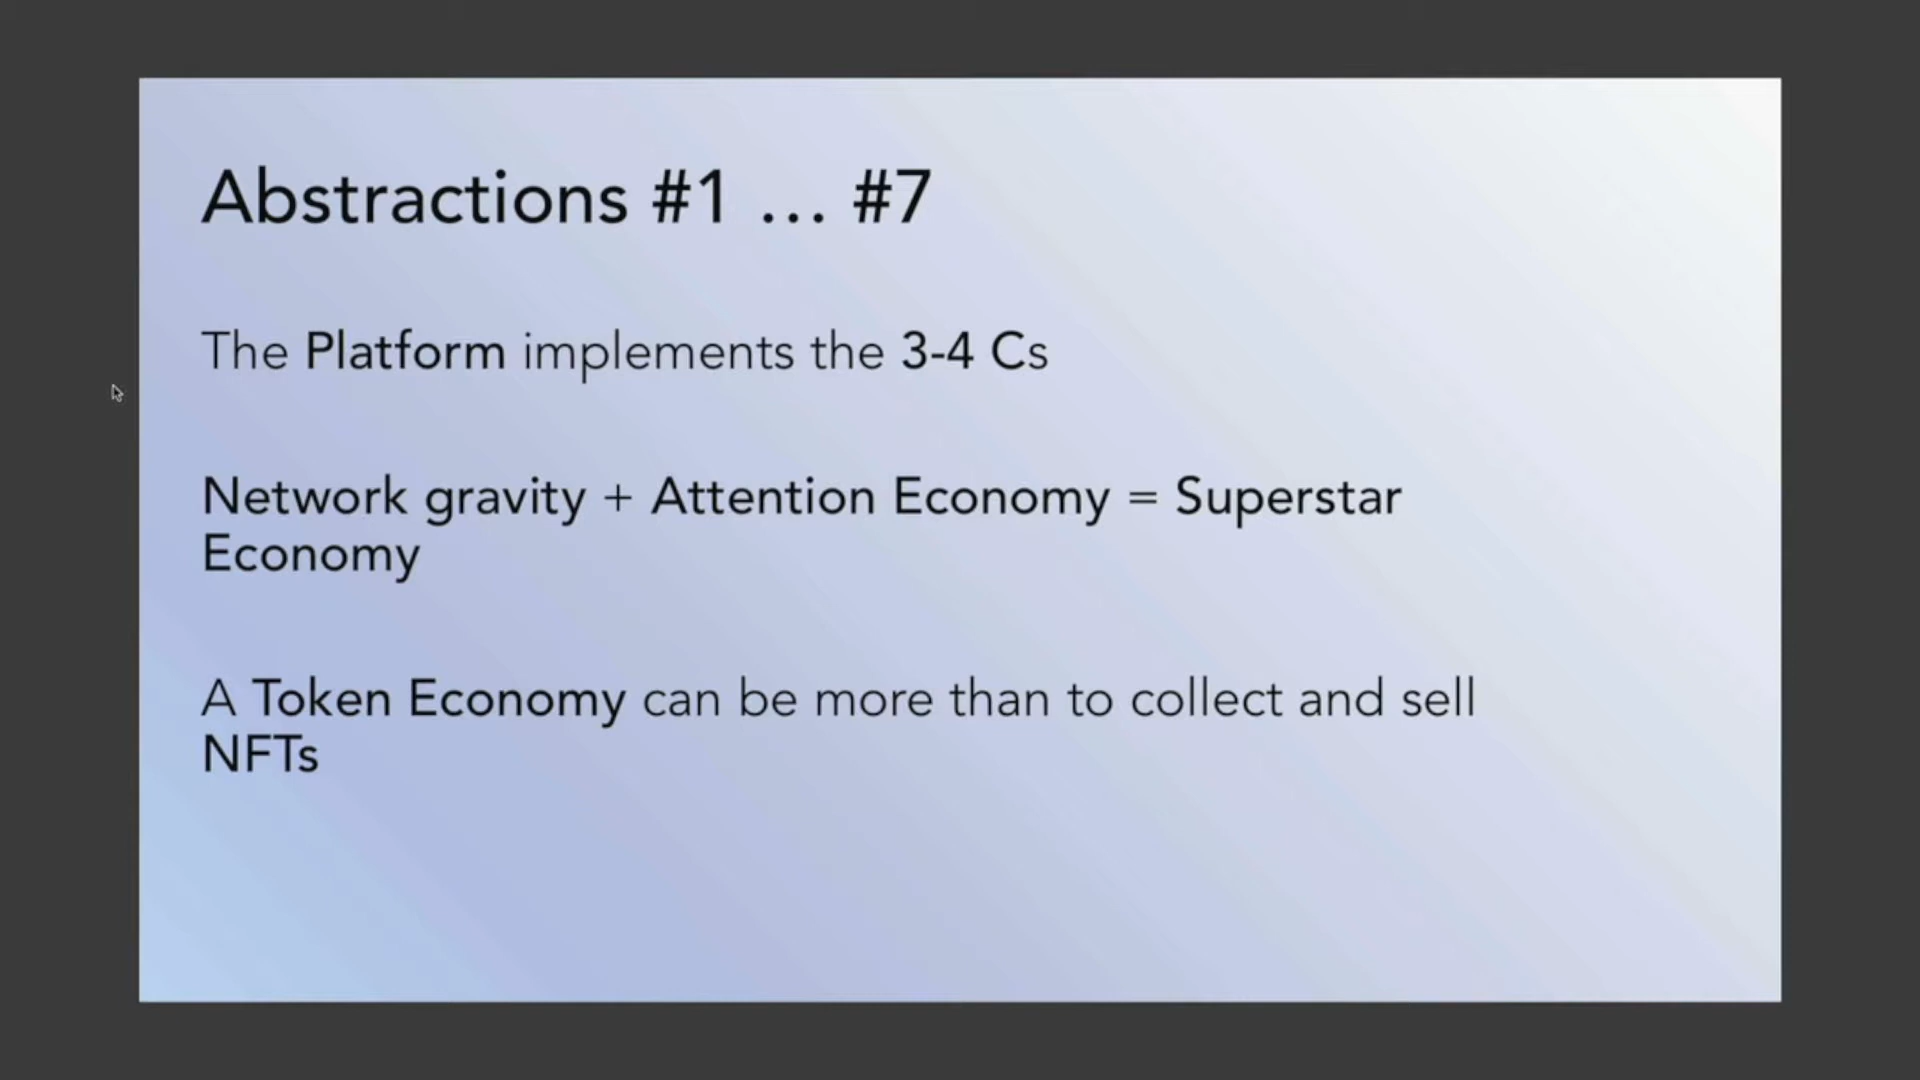 Abstractions #1 … #7
The Platform implements the 3-4 Cs
Network gravity + Attention Economy = Superstar
Economy
A Token Economy can be more than to collect and sell
NFTs